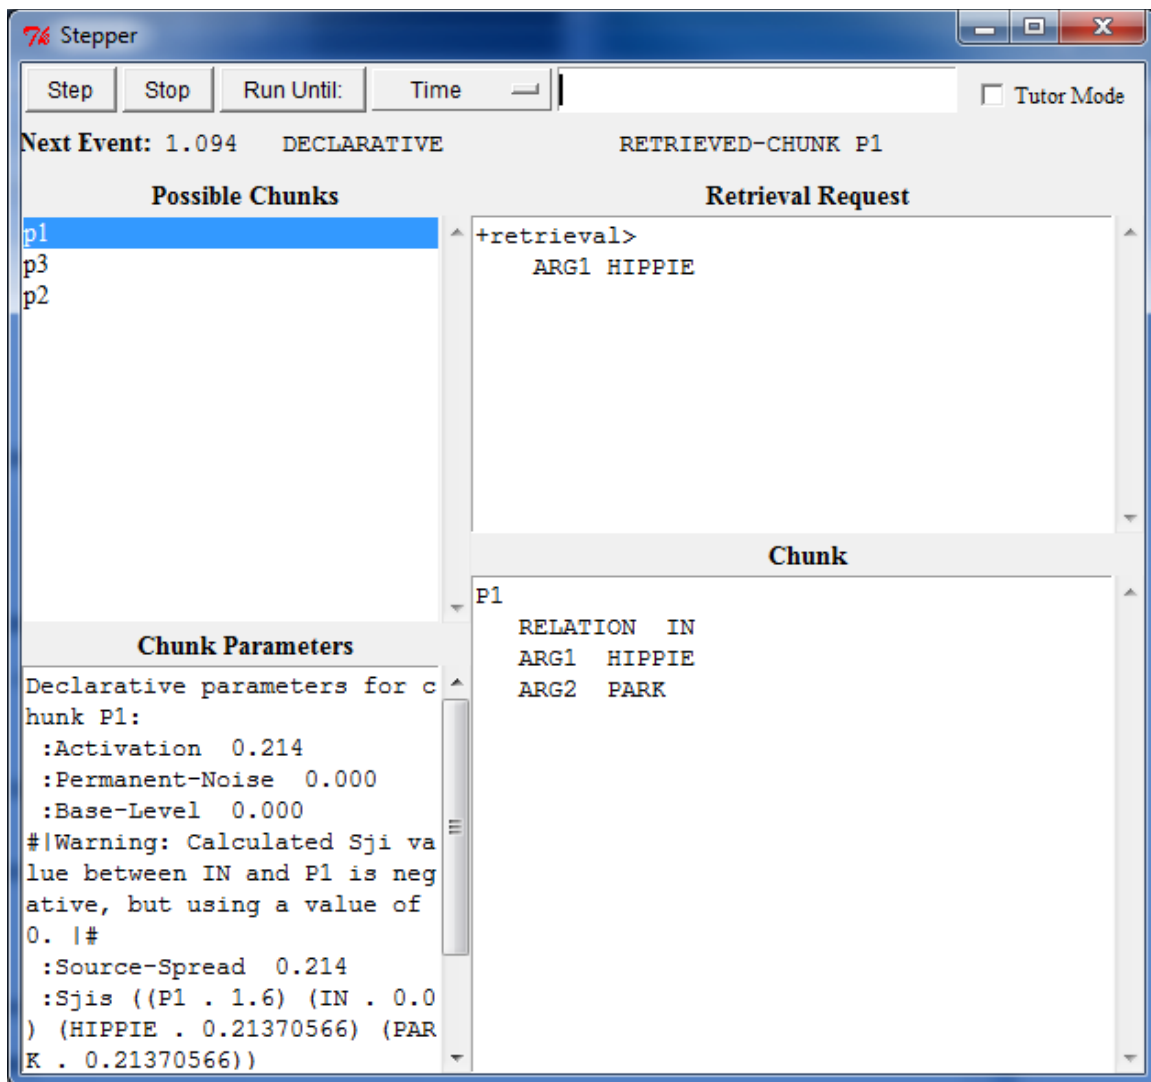 Stepper
Step Stop Run Until: Time Tutor Mode
Next Event: 1.094 DECLARATIVE RETRIEVED-CHUNK P1
Possible Chunks
p1
p3
p2
Retrieval Request
+retrieval>
ARG1 HIPPIE
Chunk Parameters
Declarative parameters for c
hunk P1:
:Activation 0.214
:Permanent-Noise 0.000
:Base-Level 0.000
#|Warning: Calculated Sji va
lue between IN and P1 is neg
ative, but using a value of
0. |#
:Source-Spread 0.214
:Sjis ((P1 . 1.6) (IN . 0.0
) (HIPPIE . 0.21370566) (PAR
K . 0.21370566))
Chunk
P1
RELATION IN
ARG1 HIPPIE
ARG2 PARK